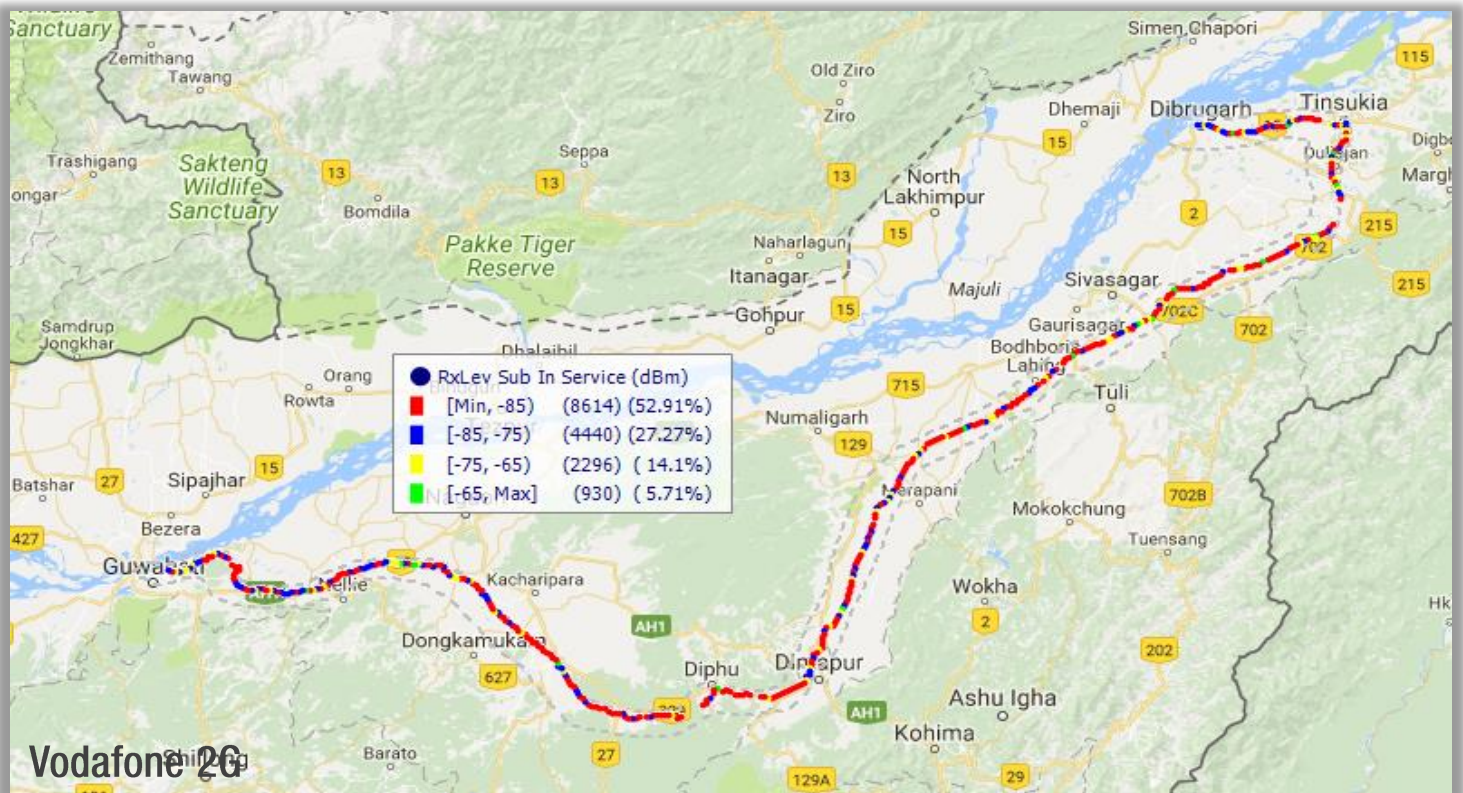 Sanctuary
Simen Chapori
Zemithang
Tawang
115
Old Ziro
Ziro
Dhemaji
Dibrugarh
Tinsukia
15
Trashigang
Sakteng
Wildlife
Sanctuary
13
Seppa
13
13
Bomdila
North
Lakhimpur
2
15
215
702
Pakke Tiger
Reserve
Naharlagun
Itanagar
Majuli
Sivasagar
215
15
Gohpur
702C
Gaurisagar
702
Samdrup
Jongkhar
Dhalaibil
Orang
Rowta
RxLev Sub In Service (dBm)
[Min, -85) (8614) (52.91%)
[-85, -75) (4440) (27.27%)
[-75, -65) (2296) ( 14.1%)
[-65, Max] (930) ( 5.71%)
715
Tuli
Numaligarh
129
27
Sipajhar
15
Batshar
Merapani
702B
Mokokchung
Bezera
427
Tuensang
Guwahati
Nellie
Kacharipara
Wokha
2
AH1
Dongkamukam
202
627
Diphu
Dimapur
Ashu Igha
AH1
Kohima
Vodafone 2G
Shillong
Barato
27
129A
29